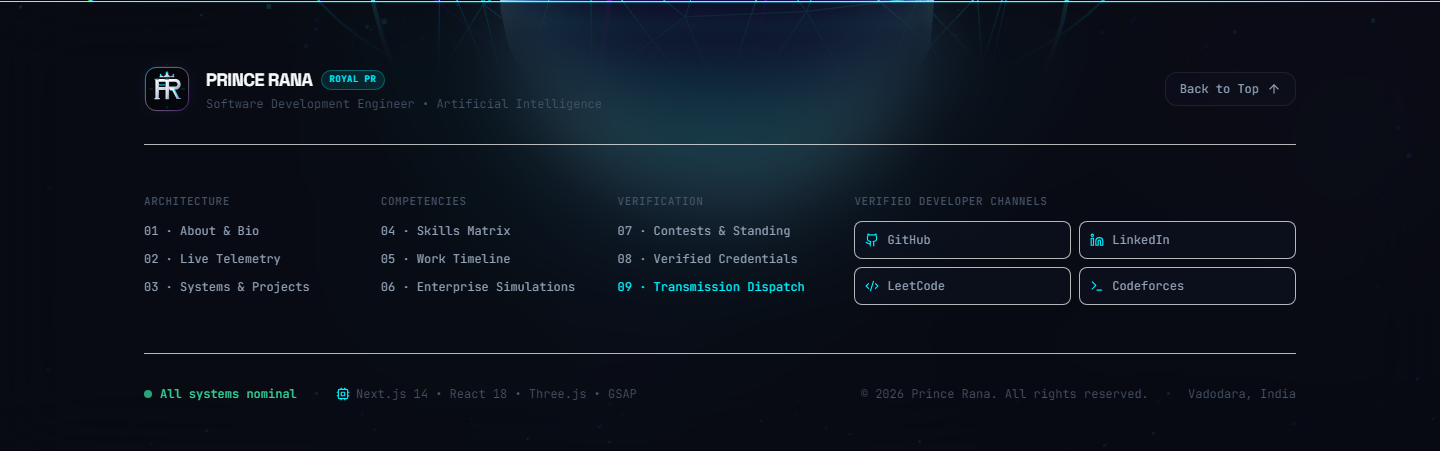 PR
PRINCE RANA ROYAL PR
Software Development Engineer • Artificial Intelligence
Back to Top ↑
ARCHITECTURE
01 · About & Bio
02 · Live Telemetry
03 · Systems & Projects
COMPETENCIES
04 · Skills Matrix
05 · Work Timeline
06 · Enterprise Simulations
VERIFICATION
07 · Contests & Standing
08 · Verified Credentials
09 · Transmission Dispatch
VERIFIED DEVELOPER CHANNELS
GitHub
LinkedIn
LeetCode
Codeforces
All systems nominal · Next.js 14 • React 18 • Three.js • GSAP
© 2026 Prince Rana. All rights reserved. · Vadodara, India